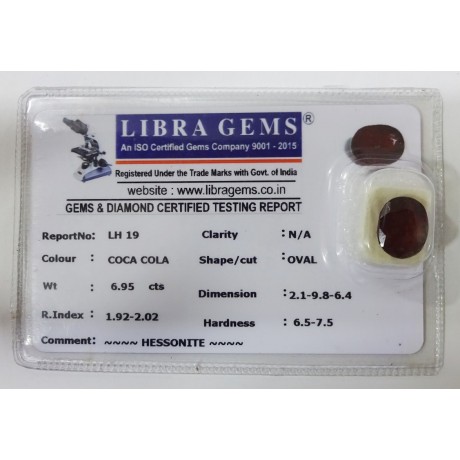 LIBRA GEMS®
An ISO Certified Gems Company 9001 - 2015
Registered Under the Trade Marks with Govt. of India
website : www.libragems.co.in
GEMS & DIAMOND CERTIFIED TESTING REPORT
ReportNo: LH 19 Clarity : N/A
Colour : COCA COLA Shape/cut: OVAL
Wt : 6.95 cts Dimension : 2.1-9.8-6.4
R.Index : 1.92-2.02 Hardness : 6.5-7.5
Comment: ~~~~ HESSONITE ~~~~